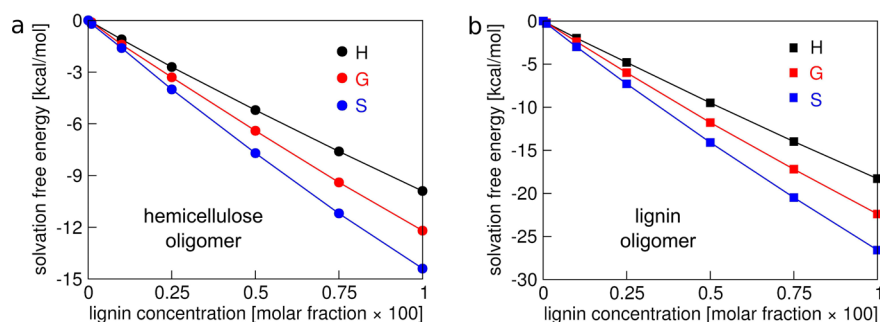 a
solvation free energy [kcal/mol]
0
-3
-6
-9
-12
-15
H
G
S
hemicellulose
oligomer
0 0.25 0.5 0.75 1
lignin concentration [molar fraction × 100]
b
solvation free energy [kcal/mol]
0
-5
-10
-15
-20
-25
-30
H
G
S
lignin
oligomer
0 0.25 0.5 0.75 1
lignin concentration [molar fraction × 100]